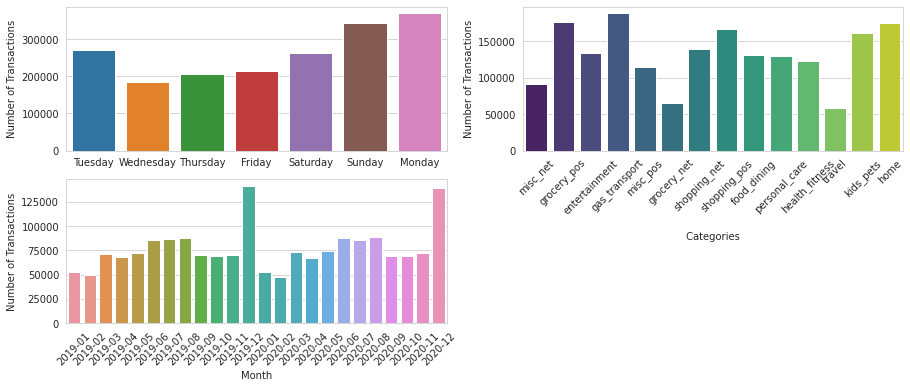 Number of Transactions
300000
200000
100000
0
Tuesday Wednesday Thursday Friday Saturday Sunday Monday
Number of Transactions
150000
100000
50000
0
misc_net grocery_pos entertainment gas_transport misc_pos grocery_net shopping_net shopping_pos food_dining personal_care health_fitness travel kids_pets home
Categories
Number of Transactions
125000
100000
75000
50000
25000
0
2019-01 2019-02 2019-03 2019-04 2019-05 2019-06 2019-07 2019-08 2019-09 2019-10 2019-11 2019-12 2020-01 2020-02 2020-03 2020-04 2020-05 2020-06 2020-07 2020-08 2020-09 2020-10 2020-11 2020-12
Month